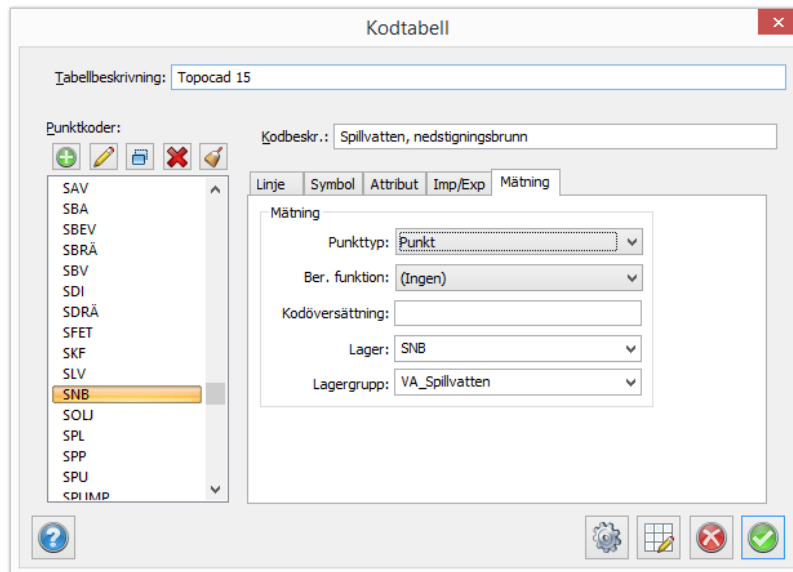 Kodtabell
Tabellbeskrivning: Topocad 15
Punktkoder:
Kodbeskr.: Spillvatten, nedstigningsbrunn
Linje Symbol Attribut Imp/Exp Mätning
SAV
SBA
SBEV
SBRÄ
SBV
SDI
SDRÄ
SFET
SKF
SLV
SNB
SOLJ
SPL
SPP
SPU
SPUMP
Mätning
Punkttyp: Punkt
Ber. funktion: (Ingen)
Kodöversättning:
Lager: SNB
Lagergrupp: VA_Spillvatten